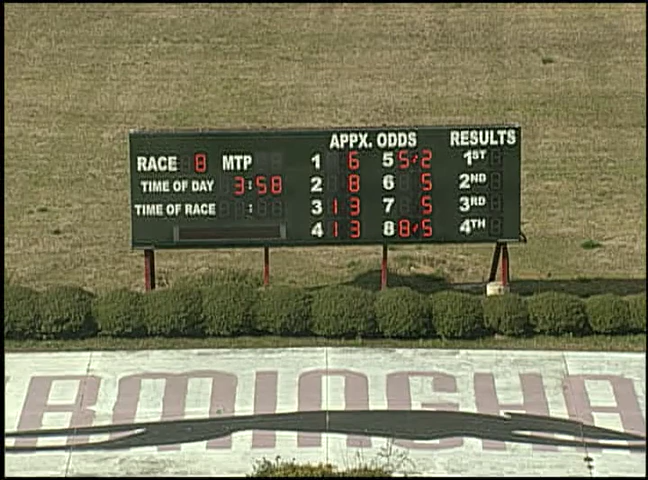 APPX. ODDS RESULTS
RACE 8 MTP 1 6 5 5/2 1ST
TIME OF DAY 3:58 2 8 6 5 2ND
TIME OF RACE : 3 13 7 5 3RD
4 13 8 8/5 4TH
BMINGHA